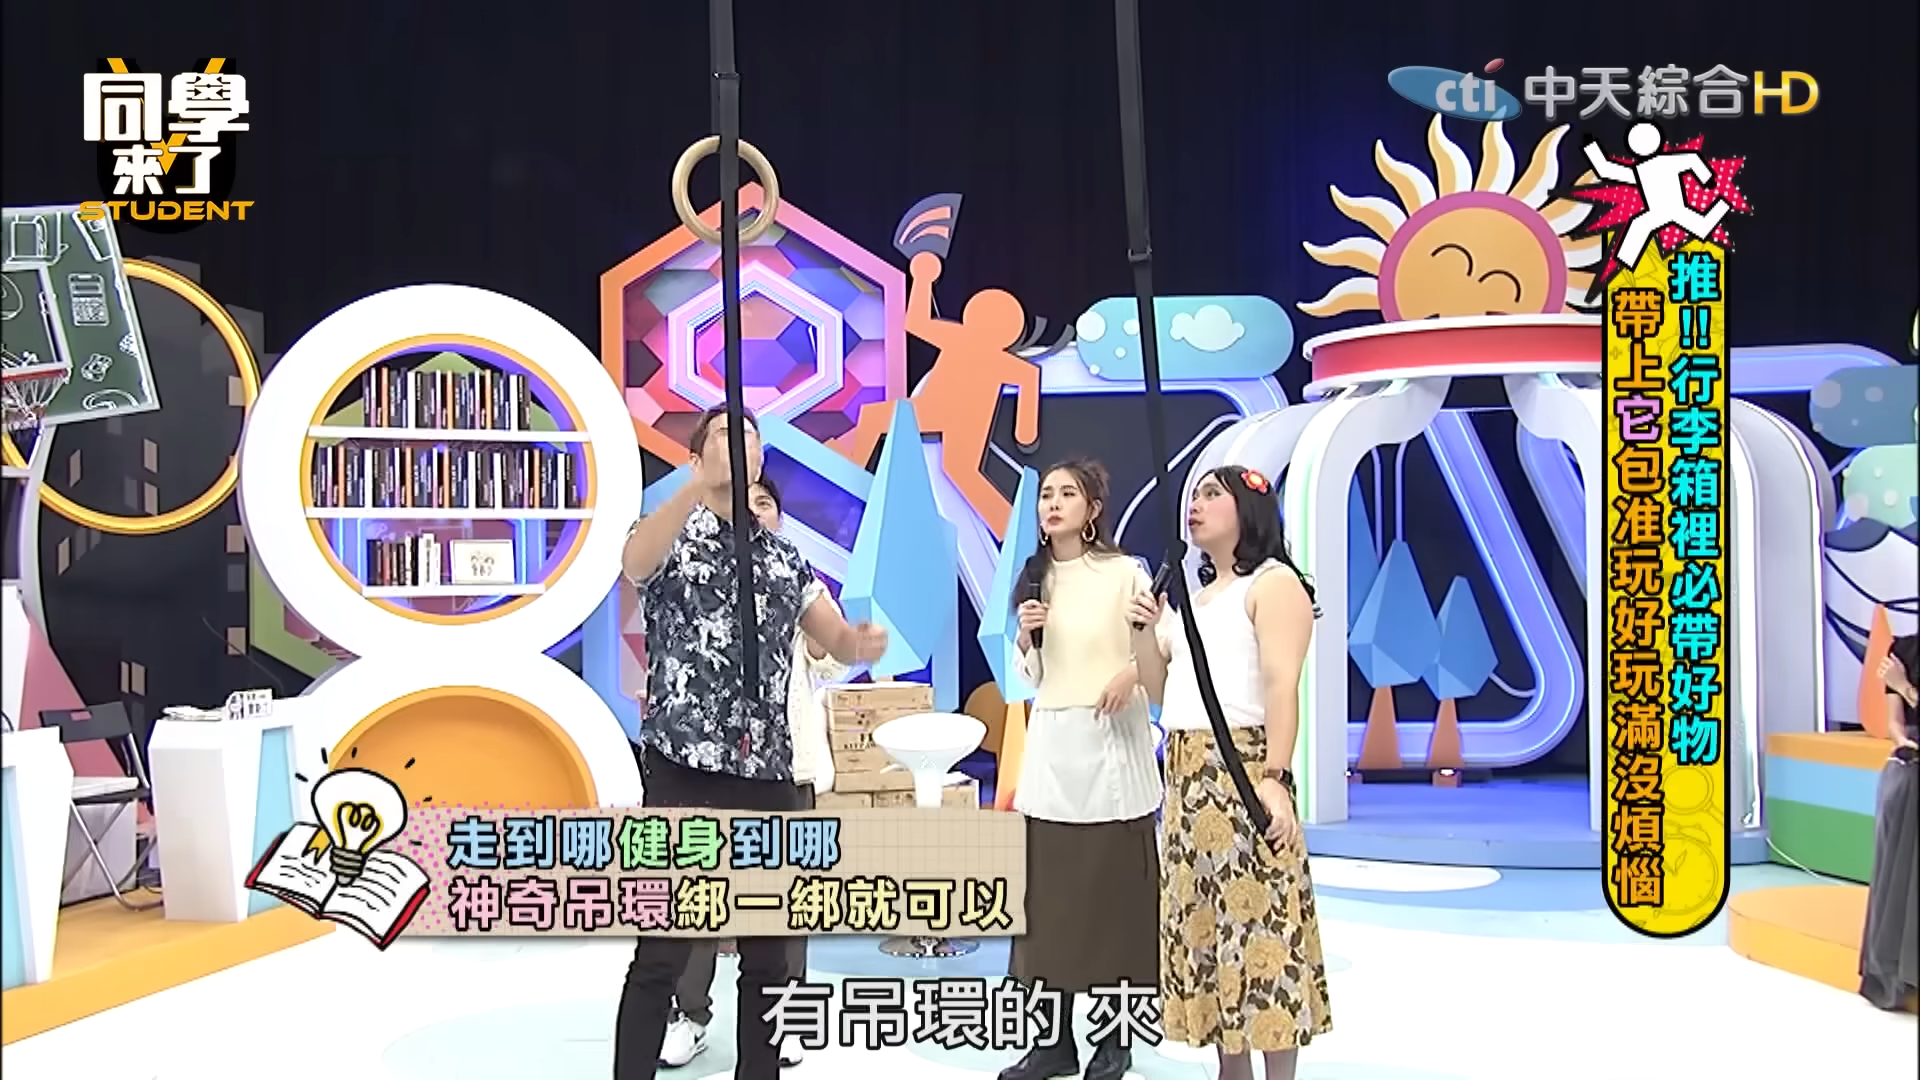 同學
來了
STUDENT
cti 中天綜合HD
推!!行李箱裡必帶好物
帶上它包准玩好玩滿沒煩惱
走到哪健身到哪
神奇吊環綁一綁就可以
有吊環的 來